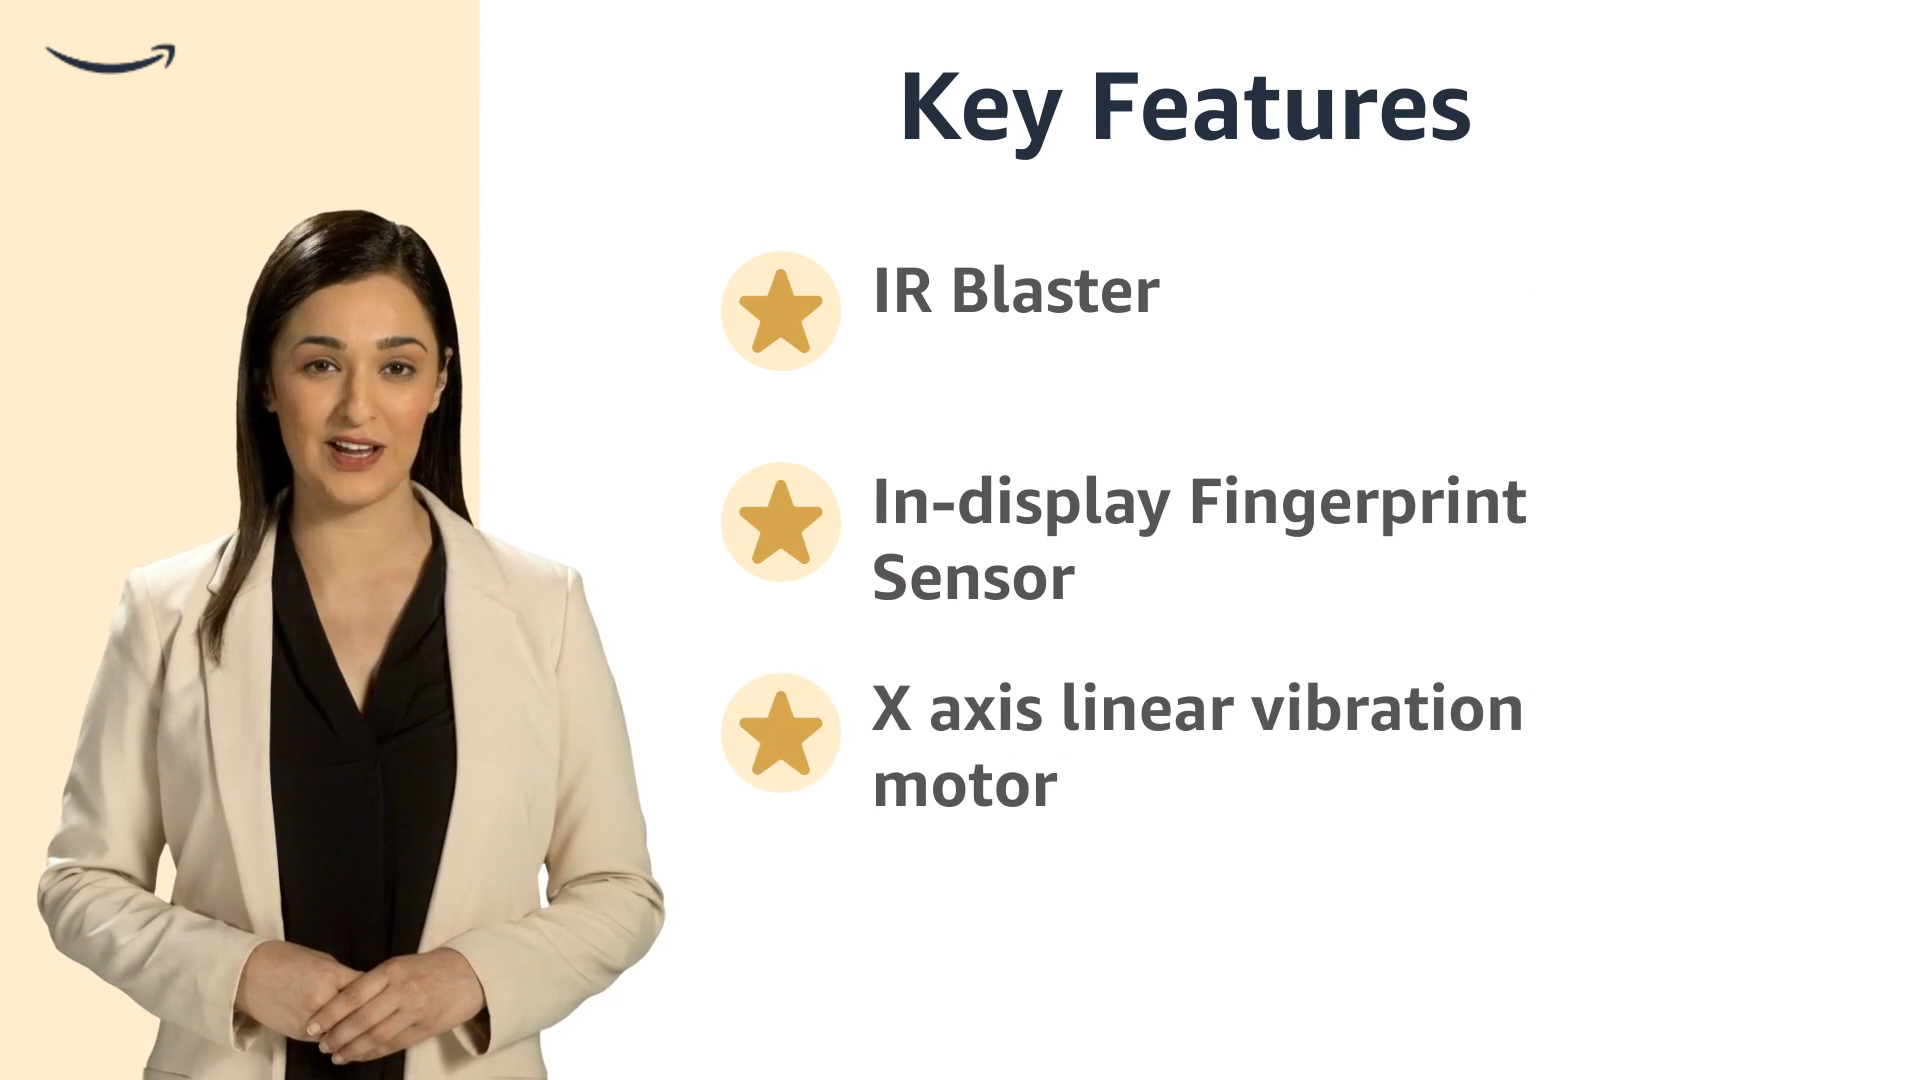 Key Features
IR Blaster
In-display Fingerprint
Sensor
X axis linear vibration
motor